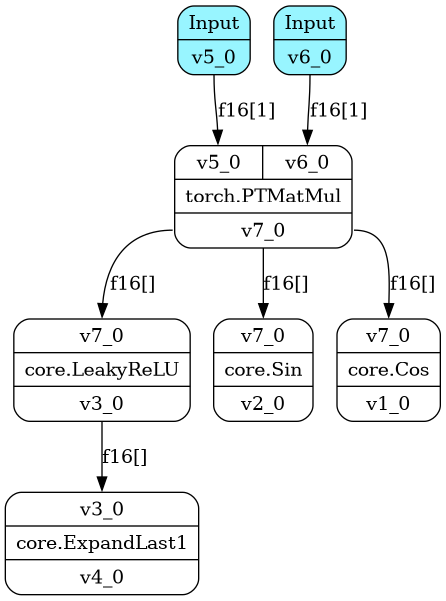 Input
v5_0
Input
v6_0
f16[1]
f16[1]
v5_0
v6_0
torch.PTMatMul
v7_0
f16[]
f16[]
f16[]
v7_0
core.LeakyReLU
v3_0
v7_0
core.Sin
v2_0
v7_0
core.Cos
v1_0
f16[]
v3_0
core.ExpandLast1
v4_0